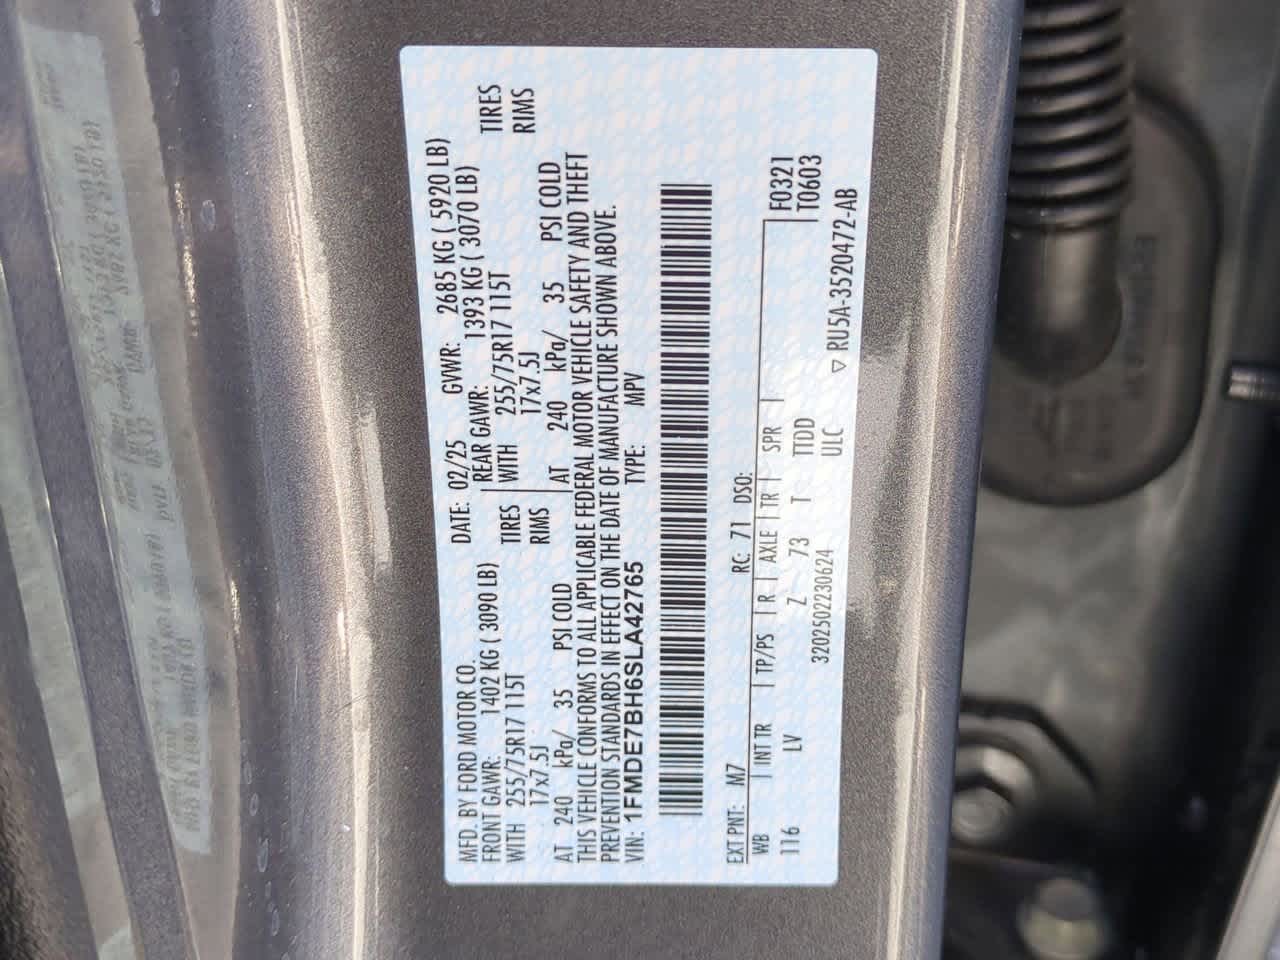 MFD. BY FORD MOTOR CO. DATE: 02/25 GVWR: 2685 KG ( 5920 LB)
FRONT GAWR: 1402 KG ( 3090 LB) REAR GAWR: 1393 KG ( 3070 LB)
WITH 255/75R17 115T TIRES WITH 255/75R17 115T TIRES
17x7.5J RIMS 17x7.5J RIMS
AT 240 kPa/ 35 PSI COLD AT 240 kPa/ 35 PSI COLD
THIS VEHICLE CONFORMS TO ALL APPLICABLE FEDERAL MOTOR VEHICLE SAFETY AND THEFT
PREVENTION STANDARDS IN EFFECT ON THE DATE OF MANUFACTURE SHOWN ABOVE.
VIN: 1FMDE7BH6SLA42765 TYPE: MPV
EXT PNT: M7 RC: 71 DSO:
WB INT TR TP/PS R AXLE TR SPR F0321
116 LV Z 73 T TIDD T0603
3202502230624 ULC ▽ RU5A-3520472-AB